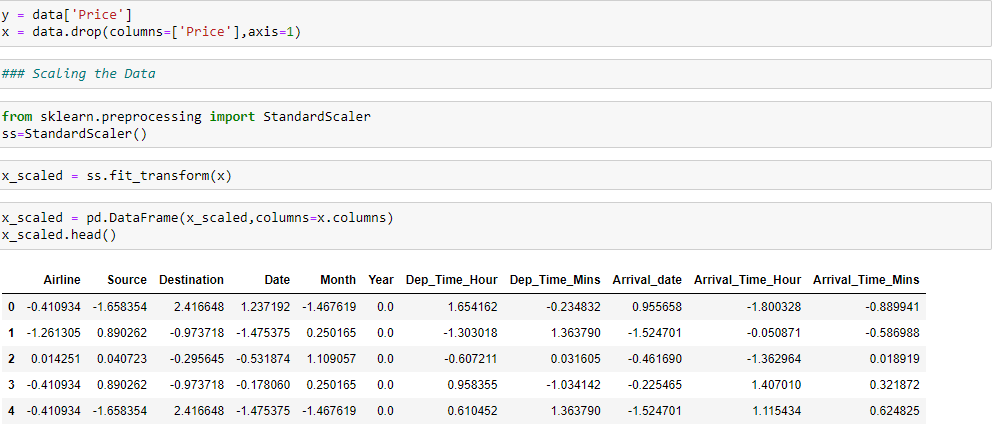 y = data['Price']
x = data.drop(columns=['Price'],axis=1)
### Scaling the Data
from sklearn.preprocessing import StandardScaler
ss=StandardScaler()
x_scaled = ss.fit_transform(x)
x_scaled = pd.DataFrame(x_scaled,columns=x.columns)
x_scaled.head()
Airline Source Destination Date Month Year Dep_Time_Hour Dep_Time_Mins Arrival_date Arrival_Time_Hour Arrival_Time_Mins
0 -0.410934 -1.658354 2.416648 1.237192 -1.467619 0.0 1.654162 -0.234832 0.955658 -1.800328 -0.889941
1 -1.261305 0.890262 -0.973718 -1.475375 0.250165 0.0 -1.303018 1.363790 -1.524701 -0.050871 -0.586988
2 0.014251 0.040723 -0.295645 -0.531874 1.109057 0.0 -0.607211 0.031605 -0.461690 -1.362964 0.018919
3 -0.410934 0.890262 -0.973718 -0.178060 0.250165 0.0 0.958355 -1.034142 -0.225465 1.407010 0.321872
4 -0.410934 -1.658354 2.416648 -1.475375 -1.467619 0.0 0.610452 1.363790 -1.524701 1.115434 0.624825